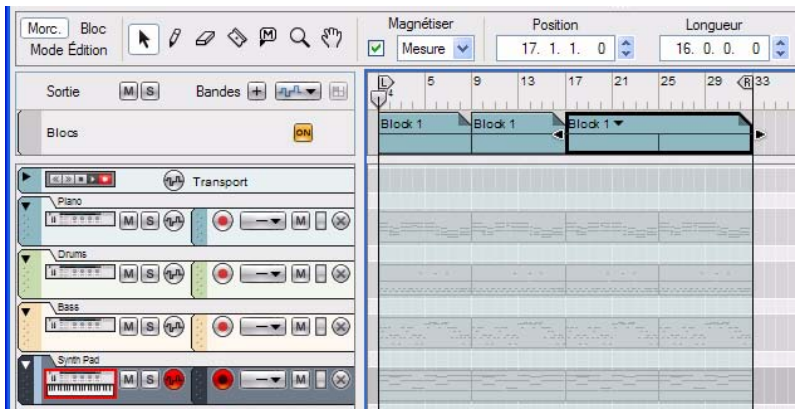 Morc. Bloc
Mode Édition
Magnétiser
Mesure
Position
17. 1. 1. 0
Longueur
16. 0. 0. 0
Sortie M S Bandes +
L 5 9 13 17 21 25 29 R 33
4
Blocs ON
Block 1 Block 1 Block 1
Transport
Piano
M S M
Drums
M S M
Bass
M S M
Synth Pad
M S M